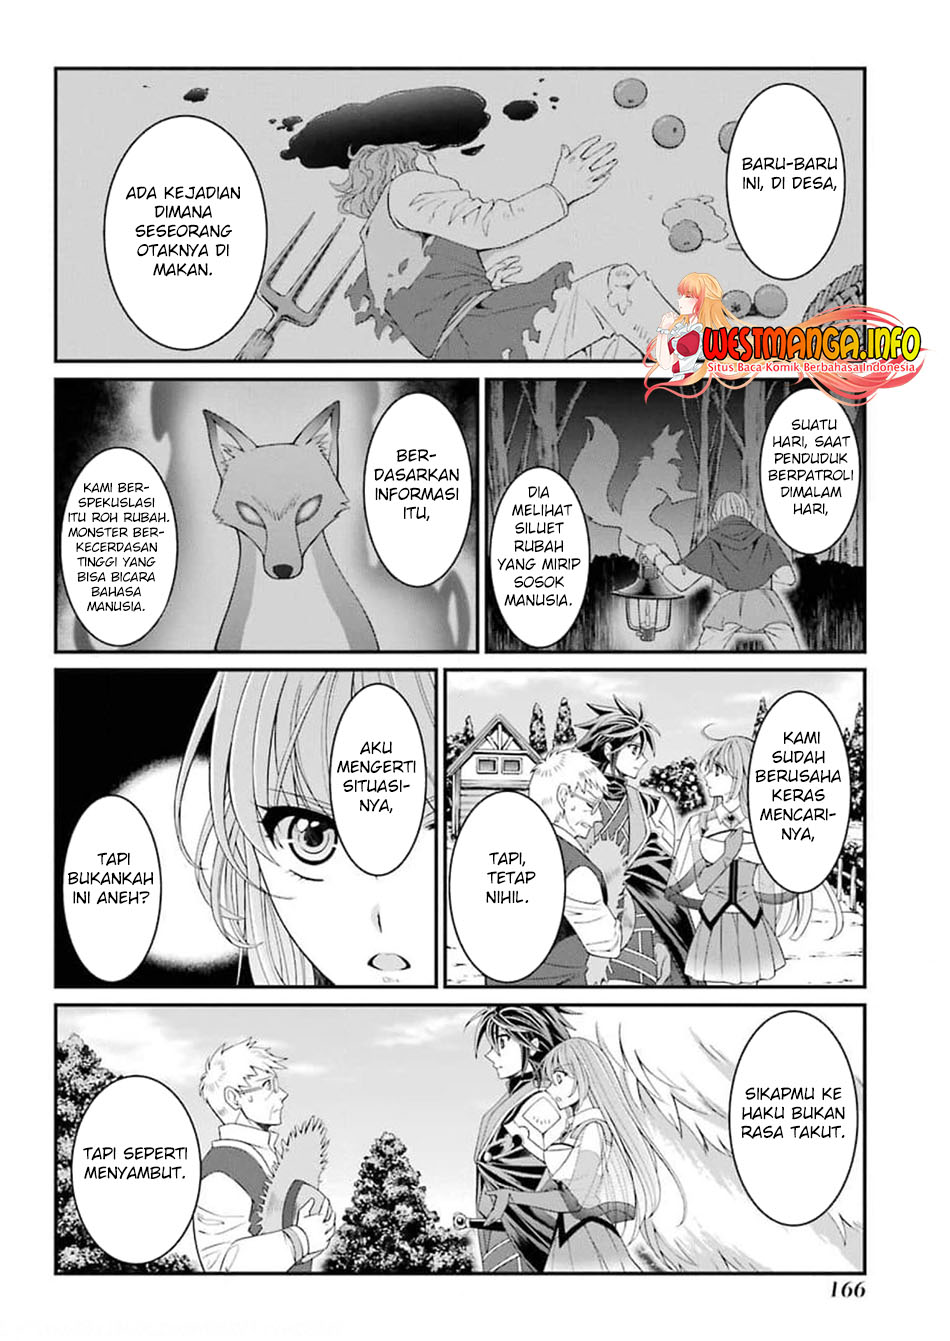 BARU-BARU
INI, DI DESA,
ADA KEJADIAN
DIMANA
SESEORANG
OTAKNYA DI
MAKAN.
WESTMANGA.INFO
Situs Baca Komik Berbahasa Indonesia
SUATU
HARI, SAAT
PENDUDUK
BERPATROLI
DIMALAM
HARI,
DIA
MELIHAT
SILUET
RUBAH
YANG MIRIP
SOSOK
MANUSIA.
BER-
DASARKAN
INFORMASI
ITU,
KAMI BER-
SPEKUSLASI
ITU ROH RUBAH.
MONSTER BER-
KECERDASAN
TINGGI YANG
BISA BICARA
BAHASA
MANUSIA.
KAMI
SUDAH
BERUSAHA
KERAS
MENCARI-
NYA,
TAPI,
TETAP
NIHIL.
AKU
MENGERTI
SITUASI-
NYA,
TAPI
BUKANKAH
INI ANEH?
SIKAPMU KE
HAKU BUKAN
RASA TAKUT.
TAPI SEPERTI
MENYAMBUT.
166